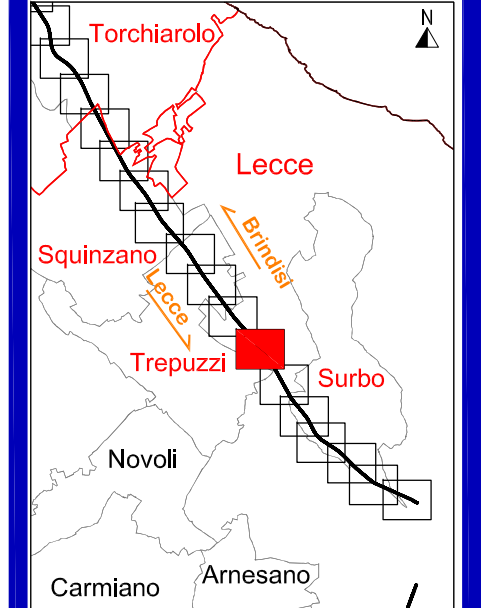 Torchiarolo
N
Lecce
Brindisi
Squinzano
Lecce
Trepuzzi
Surbo
Novoli
Arnesano
Carmiano